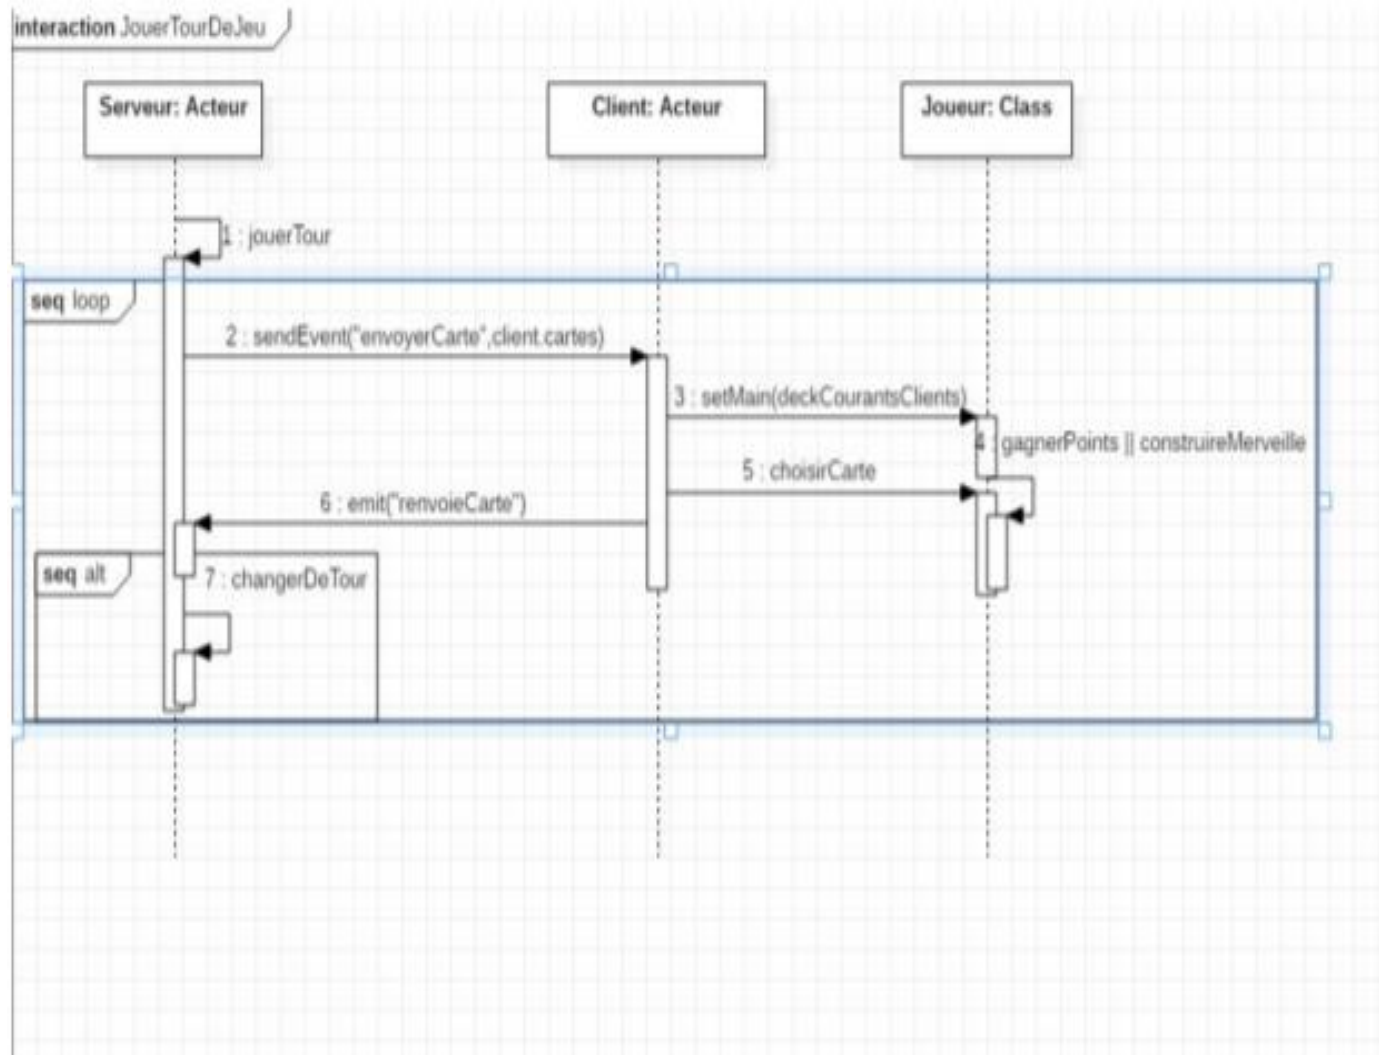 interaction JouerTourDeJeu
Serveur: Acteur
Client: Acteur
Joueur: Class
1 : jouerTour
seq loop
2 : sendEvent("envoyerCarte",client.cartes)
3 : setMain(deckCourantsClients)
4 : gagnerPoints || construireMerveille
5 : choisirCarte
6 : emit("renvoieCarte")
seq alt
7 : changerDeTour